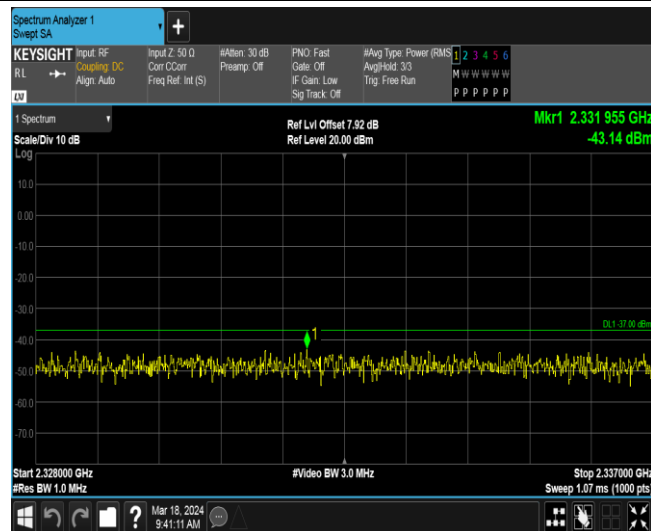 Spectrum Analyzer 1
Swept SA
+
KEYSIGHT
RL
LXI
Input: RF
Coupling: DC
Align: Auto
Input Z: 50 Ω
Corr CCorr
Freq Ref: Int (S)
#Atten: 30 dB
Preamp: Off
PNO: Fast
Gate: Off
IF Gain: Low
Sig Track: Off
#Avg Type: Power (RMS
Avg|Hold: 3/3
Trig: Free Run
1 2 3 4 5 6
M W W W W W
P P P P P P
1 Spectrum
Scale/Div 10 dB
Log
Ref Lvl Offset 7.92 dB
Ref Level 20.00 dBm
Mkr1 2.331 955 GHz
-43.14 dBm
10.0
0.00
-10.0
-20.0
-30.0
-40.0
-50.0
-60.0
-70.0
1
DL1 -37.00 dBm
Start 2.328000 GHz
#Res BW 1.0 MHz
#Video BW 3.0 MHz
Stop 2.337000 GHz
Sweep 1.07 ms (1000 pts)
?
Mar 18, 2024
9:41:11 AM